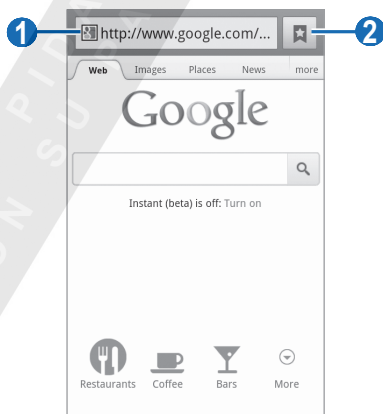 1 http://www.google.com/... 2
Web Images Places News more
Google
Instant (beta) is off: Turn on
Restaurants Coffee Bars More